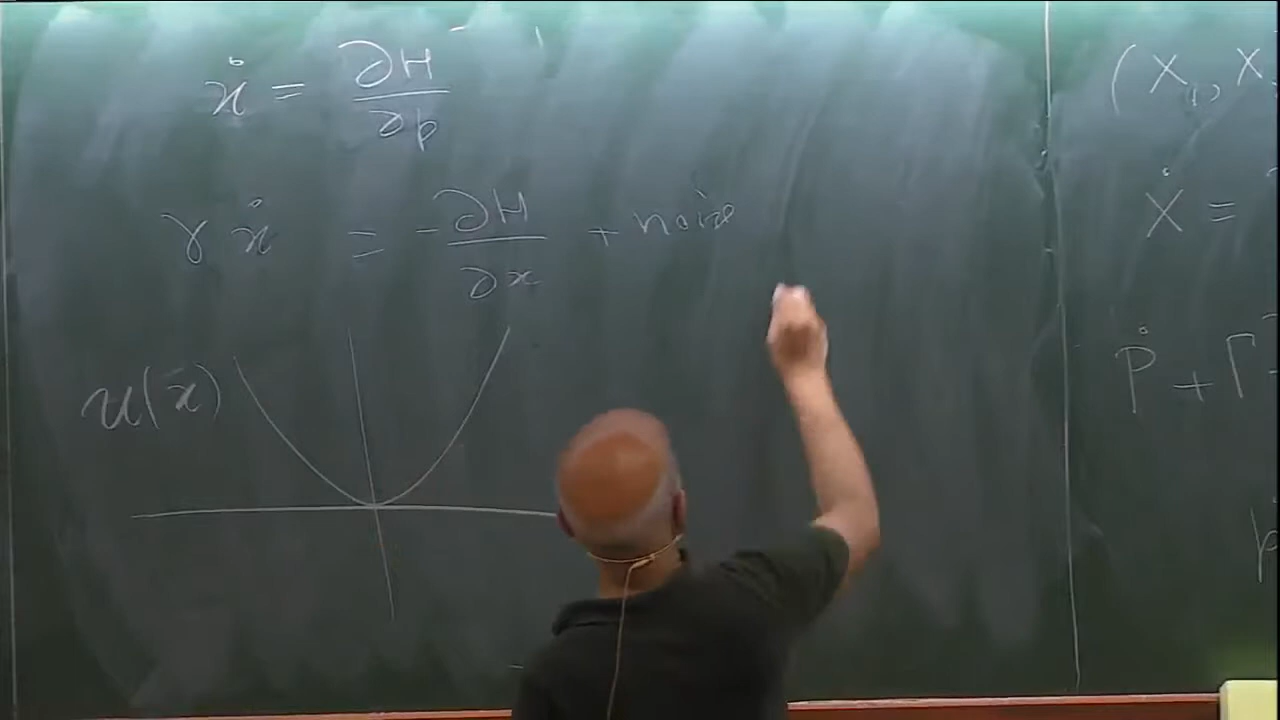 ẋ = ∂H/∂p
γ ẋ = -∂H/∂x + noise
U(x)
(X₁, X
Ẋ =
Ṗ + Γ
p